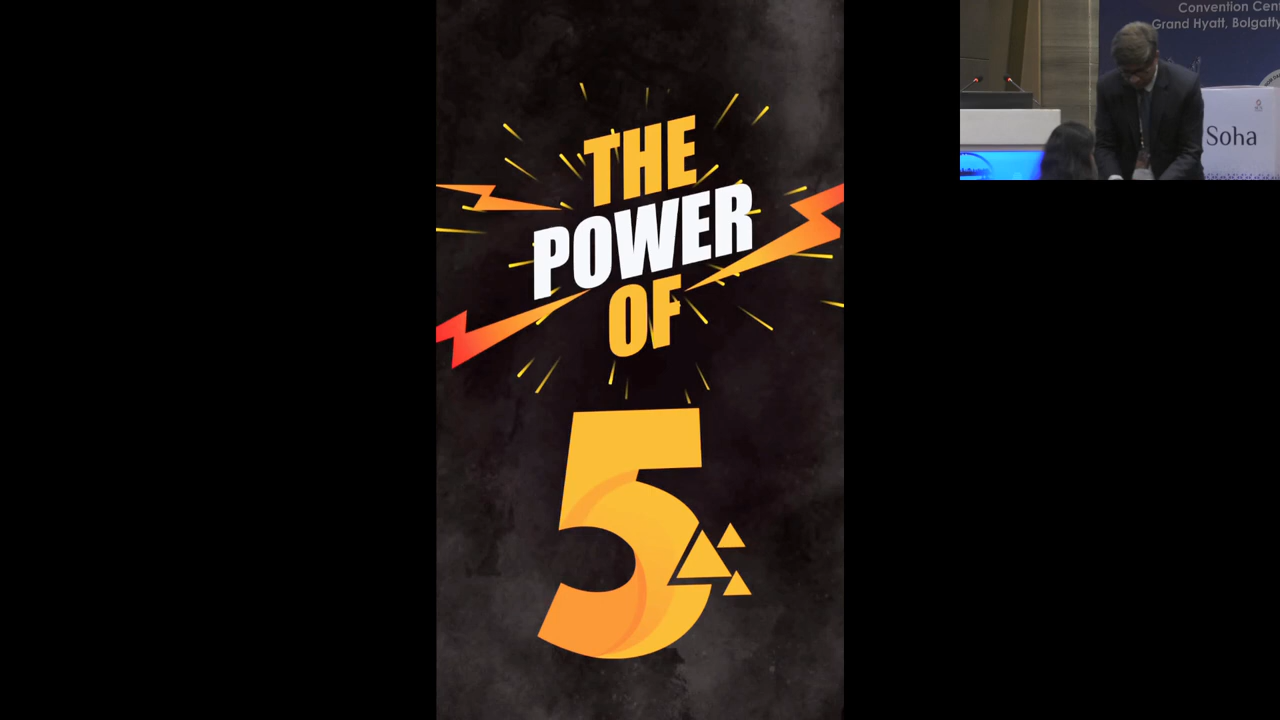 THE
POWER
OF
5
Convention Cen
Grand Hyatt, Bolgatty
Soha